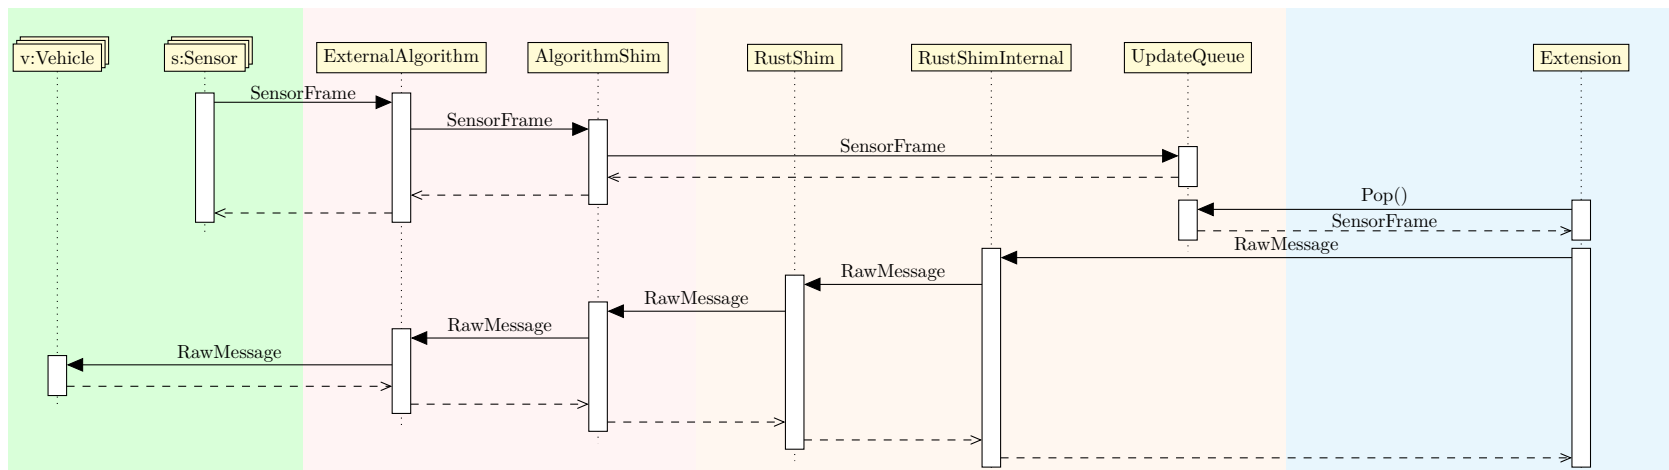 v:Vehicle
s:Sensor
ExternalAlgorithm
AlgorithmShim
RustShim
RustShimInternal
UpdateQueue
Extension
SensorFrame
SensorFrame
SensorFrame
Pop()
SensorFrame
RawMessage
RawMessage
RawMessage
RawMessage
RawMessage